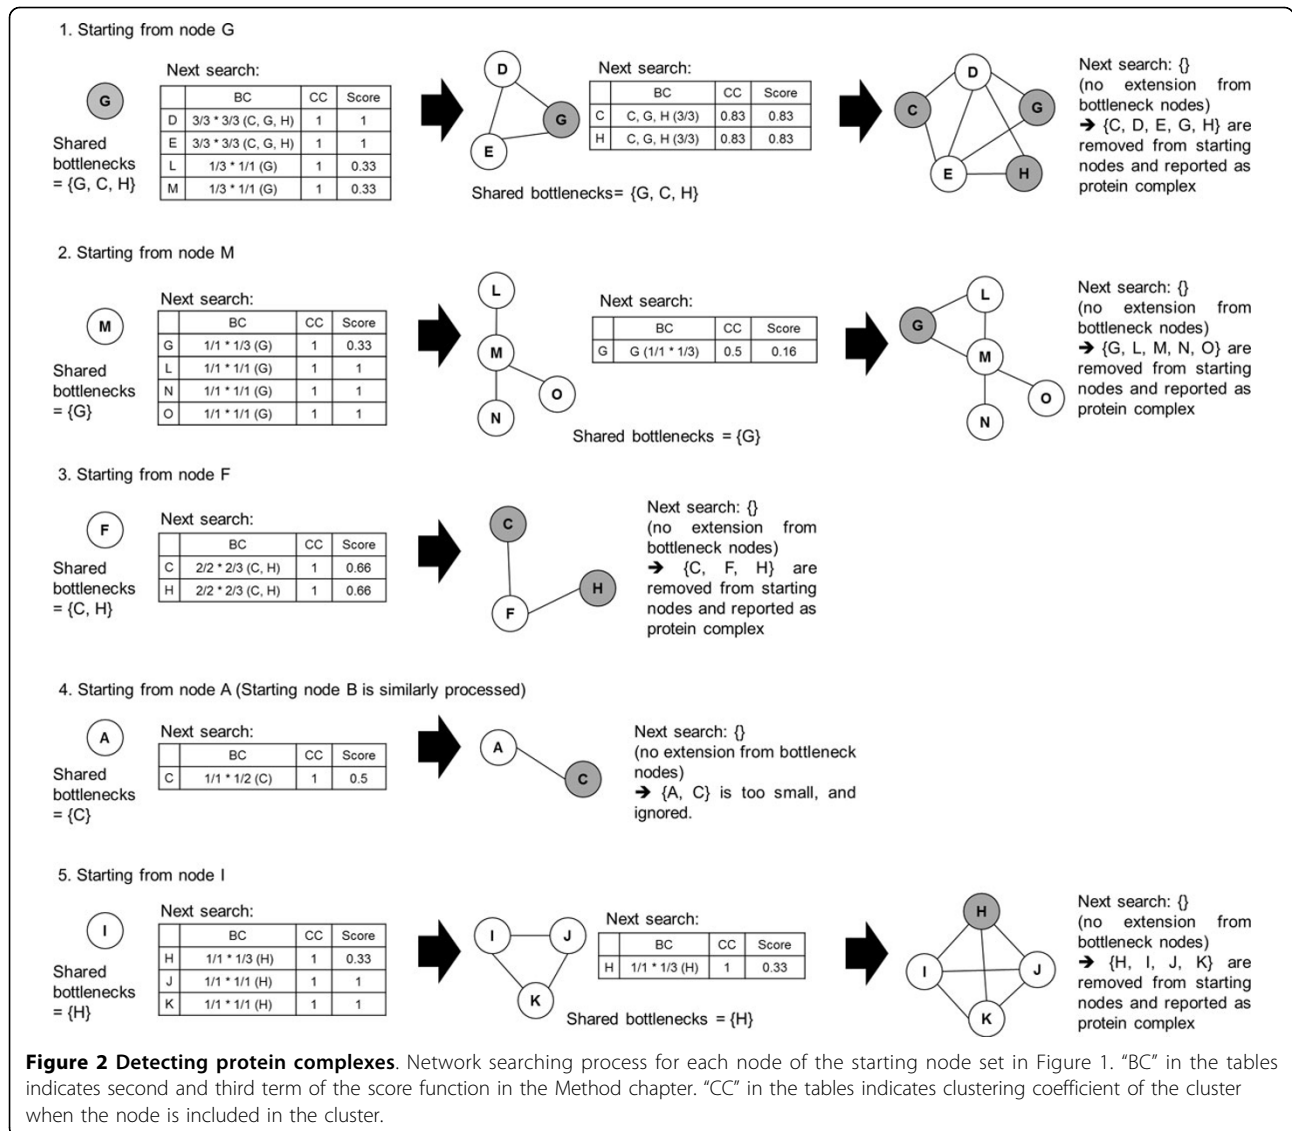 1. Starting from node G
G
Shared
bottlenecks
= {G, C, H}
Next search:
BC CC Score
D 3/3 * 3/3 (C, G, H) 1 1
E 3/3 * 3/3 (C, G, H) 1 1
L 1/3 * 1/1 (G) 1 0.33
M 1/3 * 1/1 (G) 1 0.33
D
G
E
Next search:
BC CC Score
C C, G, H (3/3) 0.83 0.83
H C, G, H (3/3) 0.83 0.83
Shared bottlenecks= {G, C, H}
D
C
G
E
H
Next search: {}
(no extension from
bottleneck nodes)
➔ {C, D, E, G, H} are
removed from starting
nodes and reported as
protein complex
2. Starting from node M
M
Shared
bottlenecks
= {G}
Next search:
BC CC Score
G 1/1 * 1/3 (G) 1 0.33
L 1/1 * 1/1 (G) 1 1
N 1/1 * 1/1 (G) 1 1
O 1/1 * 1/1 (G) 1 1
L
M
O
N
Next search:
BC CC Score
G G (1/1 * 1/3) 0.5 0.16
Shared bottlenecks = {G}
L
G
M
O
N
Next search: {}
(no extension from
bottleneck nodes)
➔ {G, L, M, N, O} are
removed from starting
nodes and reported as
protein complex
3. Starting from node F
F
Shared
bottlenecks
= {C, H}
Next search:
BC CC Score
C 2/2 * 2/3 (C, H) 1 0.66
H 2/2 * 2/3 (C, H) 1 0.66
C
H
F
Next search: {}
(no extension from
bottleneck nodes)
➔ {C, F, H} are
removed from starting
nodes and reported as
protein complex
4. Starting from node A (Starting node B is similarly processed)
A
Shared
bottlenecks
= {C}
Next search:
BC CC Score
C 1/1 * 1/2 (C) 1 0.5
A
C
Next search: {}
(no extension from bottleneck
nodes)
➔ {A, C} is too small, and
ignored.
5. Starting from node I
I
Shared
bottlenecks
= {H}
Next search:
BC CC Score
H 1/1 * 1/3 (H) 1 0.33
J 1/1 * 1/1 (H) 1 1
K 1/1 * 1/1 (H) 1 1
I
J
K
Next search:
BC CC Score
H 1/1 * 1/3 (H) 1 0.33
Shared bottlenecks = {H}
H
I
J
K
Next search: {}
(no extension from
bottleneck nodes)
➔ {H, I, J, K} are
removed from starting
nodes and reported as
protein complex
Figure 2 Detecting protein complexes. Network searching process for each node of the starting node set in Figure 1. “BC” in the tables
indicates second and third term of the score function in the Method chapter. “CC” in the tables indicates clustering coefficient of the cluster
when the node is included in the cluster.